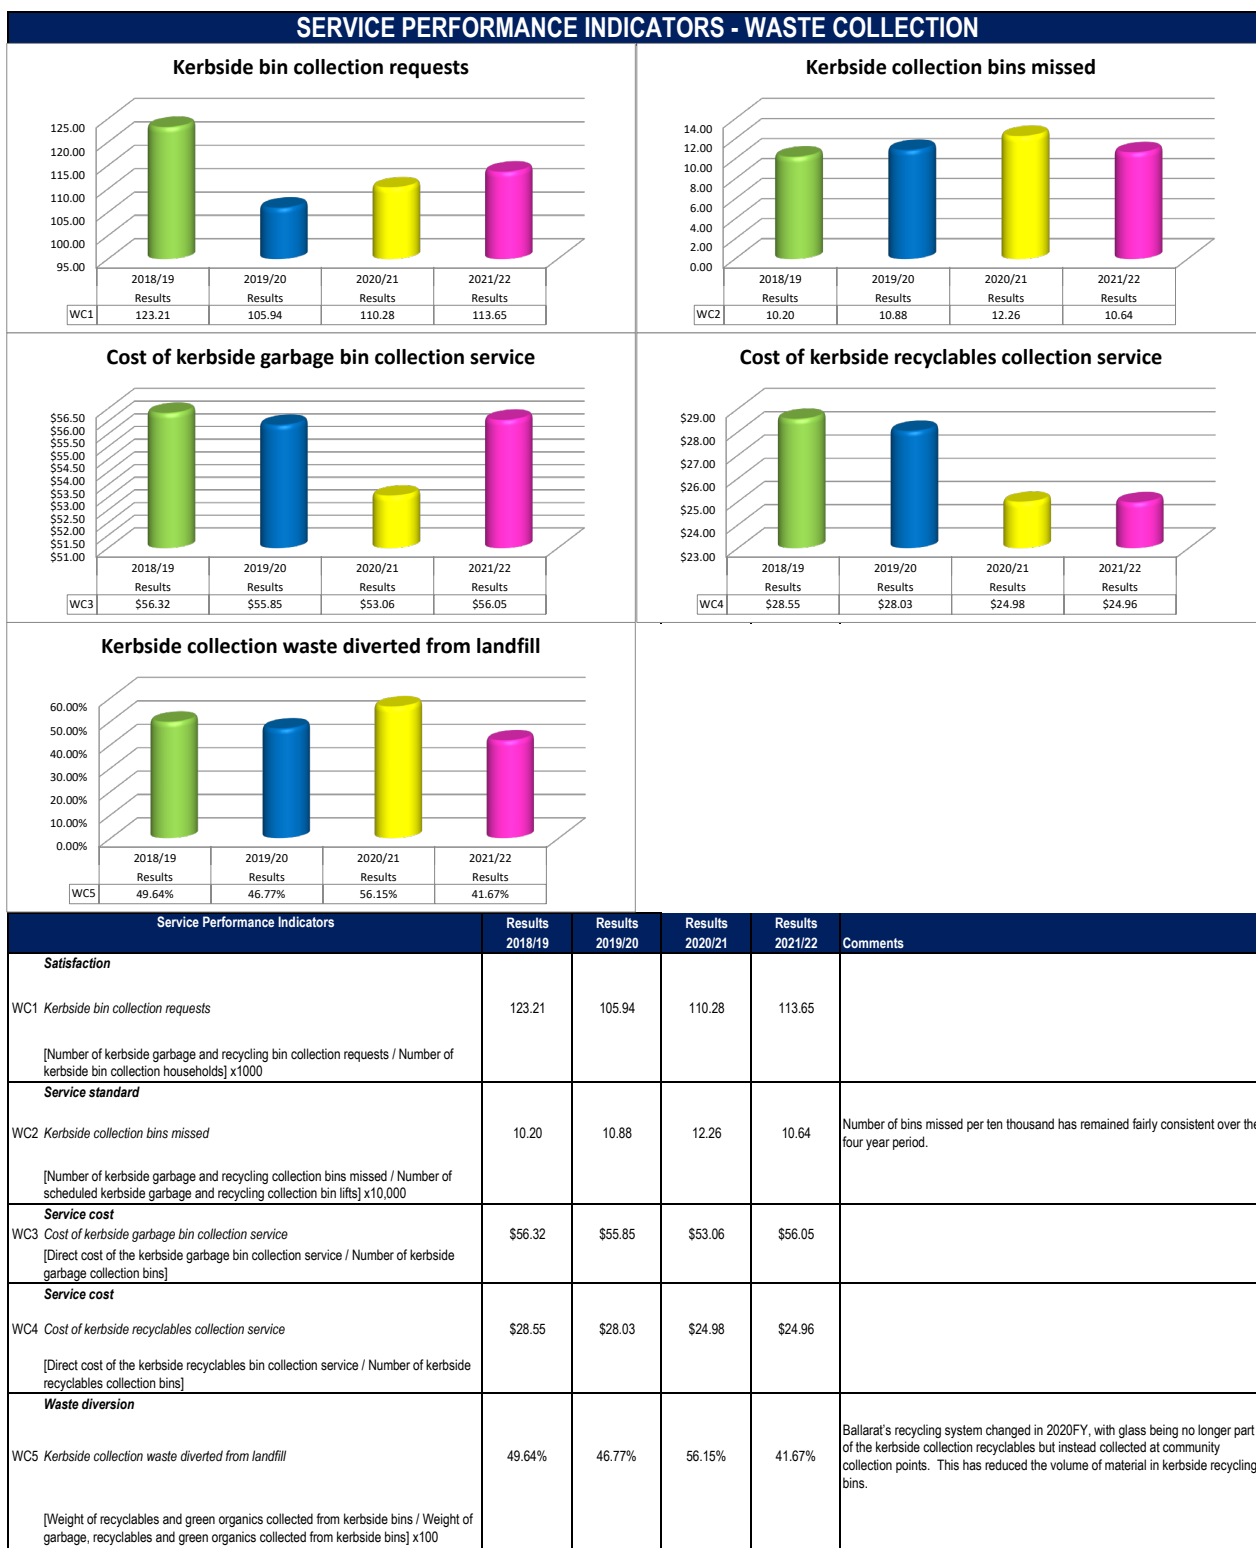 SERVICE PERFORMANCE INDICATORS - WASTE COLLECTION
Kerbside bin collection requests
125.00
120.00
115.00
110.00
105.00
100.00
95.00
2018/19 2019/20 2020/21 2021/22
Results Results Results Results
WC1 123.21 105.94 110.28 113.65
Kerbside collection bins missed
14.00
12.00
10.00
8.00
6.00
4.00
2.00
0.00
2018/19 2019/20 2020/21 2021/22
Results Results Results Results
WC2 10.20 10.88 12.26 10.64
Cost of kerbside garbage bin collection service
$56.50
$56.00
$55.50
$55.00
$54.50
$54.00
$53.50
$53.00
$52.50
$52.00
$51.50
$51.00
2018/19 2019/20 2020/21 2021/22
Results Results Results Results
WC3 $56.32 $55.85 $53.06 $56.05
Cost of kerbside recyclables collection service
$29.00
$28.00
$27.00
$26.00
$25.00
$24.00
$23.00
2018/19 2019/20 2020/21 2021/22
Results Results Results Results
WC4 $28.55 $28.03 $24.98 $24.96
Kerbside collection waste diverted from landfill
60.00%
50.00%
40.00%
30.00%
20.00%
10.00%
0.00%
2018/19 2019/20 2020/21 2021/22
Results Results Results Results
WC5 49.64% 46.77% 56.15% 41.67%
Service Performance Indicators Results Results Results Results
2018/19 2019/20 2020/21 2021/22 Comments
Satisfaction
WC1 Kerbside bin collection requests 123.21 105.94 110.28 113.65
[Number of kerbside garbage and recycling bin collection requests / Number of
kerbside bin collection households] x1000
Service standard
WC2 Kerbside collection bins missed 10.20 10.88 12.26 10.64
Number of bins missed per ten thousand has remained fairly consistent over the
four year period.
[Number of kerbside garbage and recycling collection bins missed / Number of
scheduled kerbside garbage and recycling collection bin lifts] x10,000
Service cost
WC3 Cost of kerbside garbage bin collection service $56.32 $55.85 $53.06 $56.05
[Direct cost of the kerbside garbage bin collection service / Number of kerbside
garbage collection bins]
Service cost
WC4 Cost of kerbside recyclables collection service $28.55 $28.03 $24.98 $24.96
[Direct cost of the kerbside recyclables bin collection service / Number of kerbside
recyclables collection bins]
Waste diversion
WC5 Kerbside collection waste diverted from landfill 49.64% 46.77% 56.15% 41.67%
Ballarat's recycling system changed in 2020FY, with glass being no longer part
of the kerbside collection recyclables but instead collected at community
collection points.  This has reduced the volume of material in kerbside recycling
bins.
[Weight of recyclables and green organics collected from kerbside bins / Weight of
garbage, recyclables and green organics collected from kerbside bins] x100